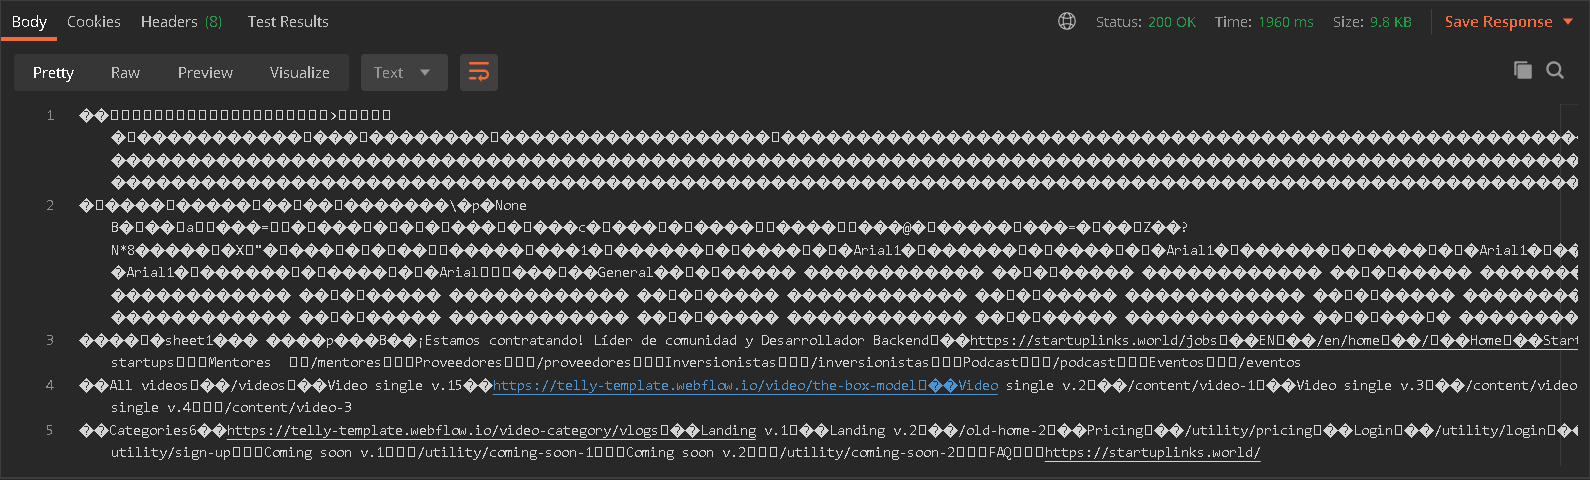 Body Cookies Headers (8) Test Results Status: 200 OK Time: 1960 ms Size: 9.8 KB Save Response
Pretty Raw Preview Visualize Text
1
>
2
\ p None
B a = c @ = Z ?
N*8 X " 1 Arial1 Arial1 Arial1
Arial1 Arial General
3
sheet1 p B ¡Estamos contratando! Líder de comunidad y Desarrollador Backend https://startuplinks.world/jobs EN /en/home / Home Start
startups Mentores /mentores Proveedores /proveedores Inversionistas /inversionistas Podcast /podcast Eventos /eventos
4
All videos /videos Video single v.15 https://telly-template.webflow.io/video/the-box-model Video single v.2 /content/video-1 Video single v.3 /content/video
single v.4 /content/video-3
5
Categories6 https://telly-template.webflow.io/video-category/vlogs Landing v.1 Landing v.2 /old-home-2 Pricing /utility/pricing Login /utility/login
utility/sign-up Coming soon v.1 /utility/coming-soon-1 Coming soon v.2 /utility/coming-soon-2 FAQ https://startuplinks.world/